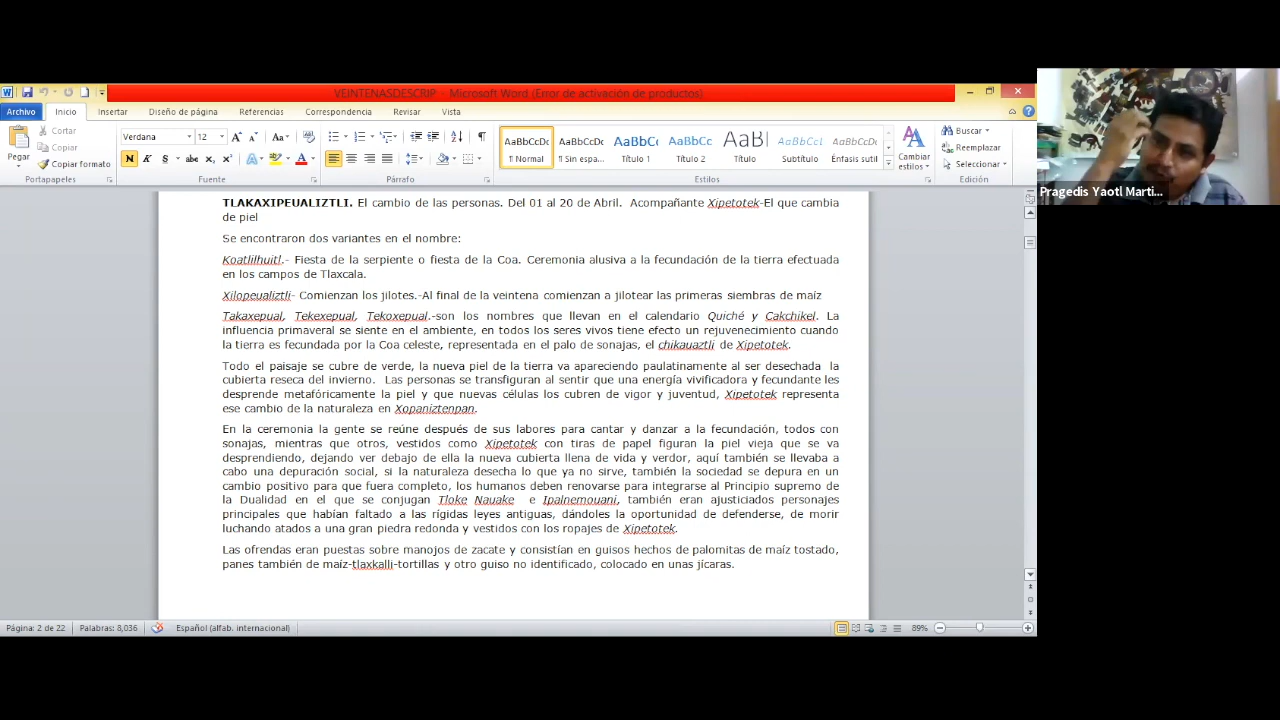 VEINTENASDESCRIP - Microsoft Word (Error de activación de productos)
Archivo Inicio Insertar Diseño de página Referencias Correspondencia Revisar Vista
Pegar
Cortar
Copiar
Copiar formato
Portapapeles
Verdana 12
N K S abc x₂ x²
Fuente
Párrafo
AaBbCcDc AaBbCcDc AaBbCc AaBbCc AaB AaBbCcl AaBbCcDc
¶ Normal ¶ Sin espa... Título 1 Título 2 Título Subtítulo Énfasis sutil
Cambiar estilos
Estilos
Buscar
Reemplazar
Seleccionar
Edición
Pragedis Yaotl Marti...
TLAKAXIPEUALIZTLI. El cambio de las personas. Del 01 al 20 de Abril. Acompañante Xipetotek-El que cambia
de piel
Se encontraron dos variantes en el nombre:
Koatlilhuitl.- Fiesta de la serpiente o fiesta de la Coa. Ceremonia alusiva a la fecundación de la tierra efectuada
en los campos de Tlaxcala.
Xilopeualiztli- Comienzan los jilotes.-Al final de la veintena comienzan a jilotear las primeras siembras de maíz
Takaxepual, Tekexepual, Tekoxepual.-son los nombres que llevan en el calendario Quiché y Cakchikel. La
influencia primaveral se siente en el ambiente, en todos los seres vivos tiene efecto un rejuvenecimiento cuando
la tierra es fecundada por la Coa celeste, representada en el palo de sonajas, el chikauaztli de Xipetotek.
Todo el paisaje se cubre de verde, la nueva piel de la tierra va apareciendo paulatinamente al ser desechada la
cubierta reseca del invierno. Las personas se transfiguran al sentir que una energía vivificadora y fecundante les
desprende metafóricamente la piel y que nuevas células los cubren de vigor y juventud, Xipetotek representa
ese cambio de la naturaleza en Xopaniztenpan.
En la ceremonia la gente se reúne después de sus labores para cantar y danzar a la fecundación, todos con
sonajas, mientras que otros, vestidos como Xipetotek con tiras de papel figuran la piel vieja que se va
desprendiendo, dejando ver debajo de ella la nueva cubierta llena de vida y verdor, aquí también se llevaba a
cabo una depuración social, si la naturaleza desecha lo que ya no sirve, también la sociedad se depura en un
cambio positivo para que fuera completo, los humanos deben renovarse para integrarse al Principio supremo de
la Dualidad en el que se conjugan Tloke Nauake e Ipalnemouani, también eran ajusticiados personajes
principales que habían faltado a las rígidas leyes antiguas, dándoles la oportunidad de defenderse, de morir
luchando atados a una gran piedra redonda y vestidos con los ropajes de Xipetotek.
Las ofrendas eran puestas sobre manojos de zacate y consistían en guisos hechos de palomitas de maíz tostado,
panes también de maíz-tlaxkalli-tortillas y otro guiso no identificado, colocado en unas jícaras.
Página: 2 de 22 Palabras: 8,036 Español (alfab. internacional) 89%